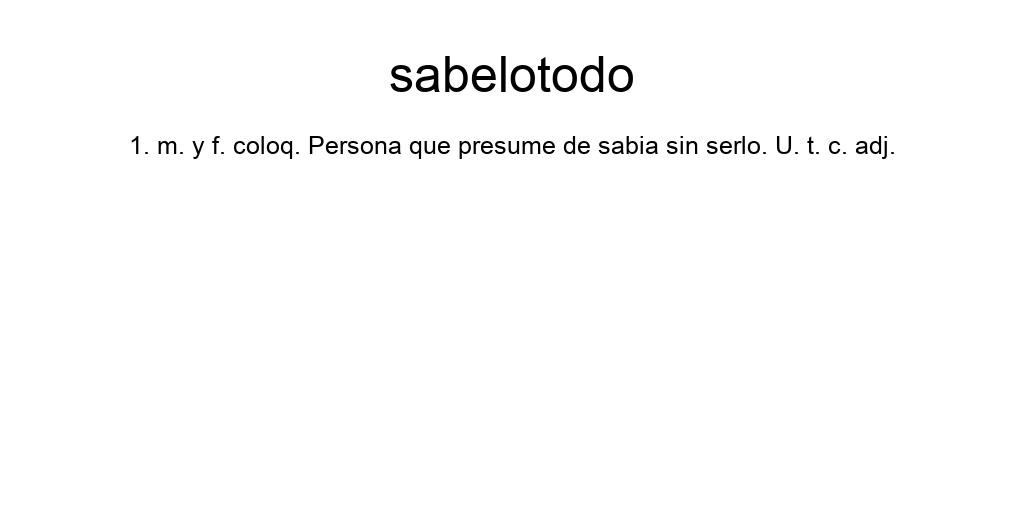 sabelotodo
1. m. y f. coloq. Persona que presume de sabia sin serlo. U. t. c. adj.